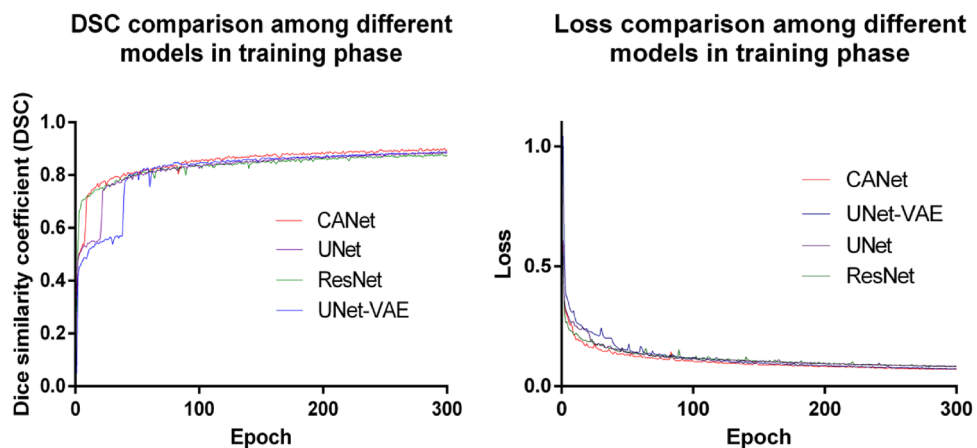 DSC comparison among different
models in training phase
Dice similarity coefficient (DSC)
1.0
0.8
0.6
0.4
0.2
0.0
CANet
UNet
ResNet
UNet-VAE
0
100
200
300
Epoch
Loss comparison among different
models in training phase
Loss
1.0
0.5
0.0
CANet
UNet-VAE
UNet
ResNet
0
100
200
300
Epoch